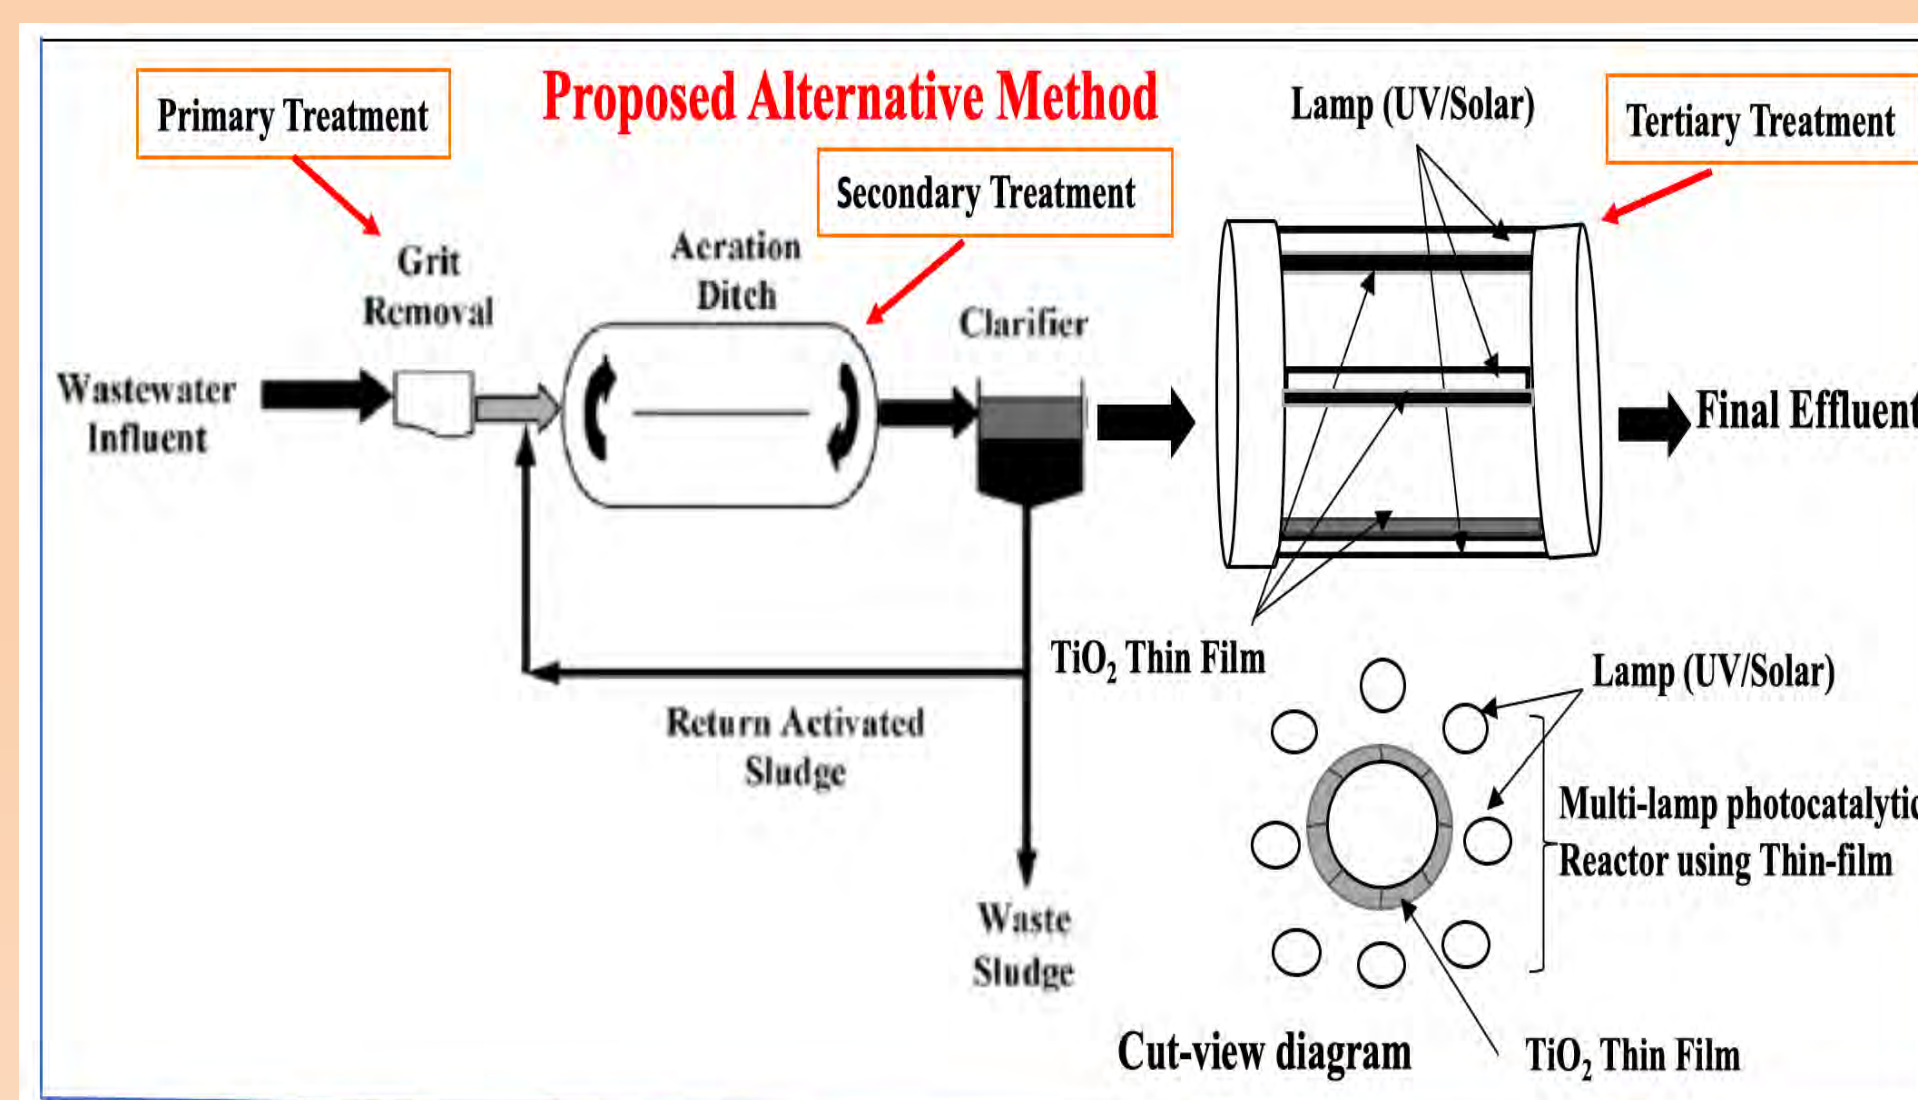 Proposed Alternative Method
Primary Treatment
Secondary Treatment
Lamp (UV/Solar)
Tertiary Treatment
Grit
Removal
Aeration
Ditch
Clarifier
Wastewater
Influent
Final Effluent
TiO₂ Thin Film
Return Activated
Sludge
Waste
Sludge
Lamp (UV/Solar)
Multi-lamp photocatalytic
Reactor using Thin-film
Cut-view diagram
TiO₂ Thin Film